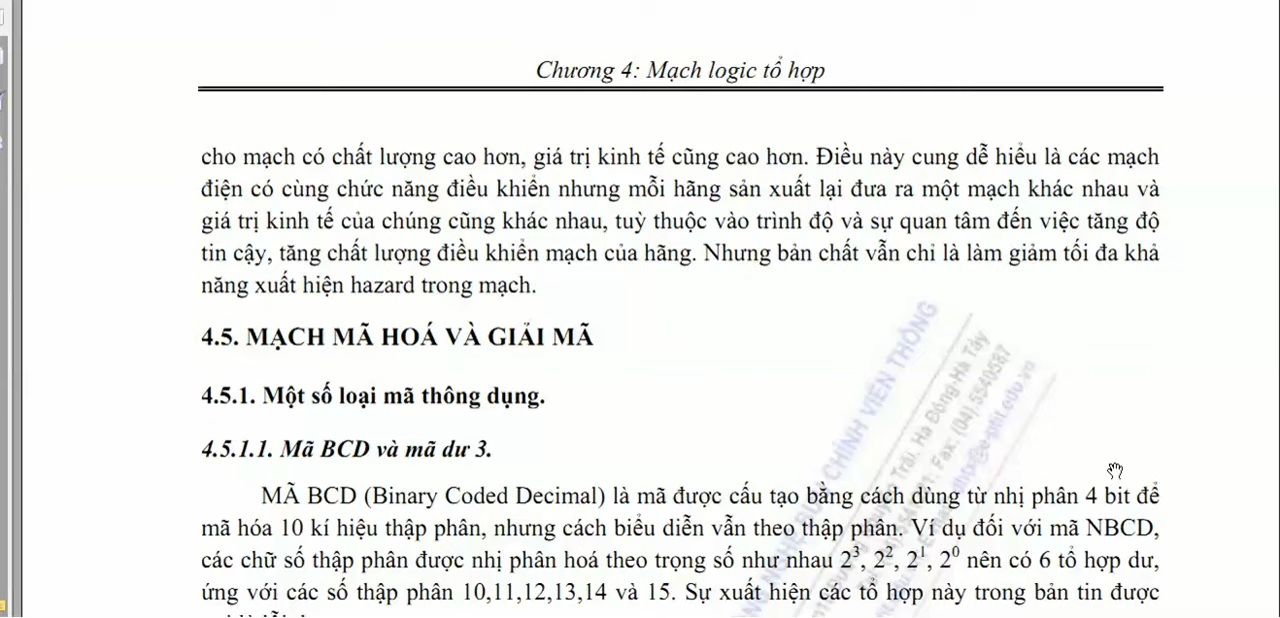 Chương 4: Mạch logic tổ hợp
cho mạch có chất lượng cao hơn, giá trị kinh tế cũng cao hơn. Điều này cung dễ hiểu là các mạch
điện có cùng chức năng điều khiển nhưng mỗi hãng sản xuất lại đưa ra một mạch khác nhau và
giá trị kinh tế của chúng cũng khác nhau, tuỳ thuộc vào trình độ và sự quan tâm đến việc tăng độ
tin cậy, tăng chất lượng điều khiển mạch của hãng. Nhưng bản chất vẫn chỉ là làm giảm tối đa khả
năng xuất hiện hazard trong mạch.
4.5. MẠCH MÃ HOÁ VÀ GIẢI MÃ
4.5.1. Một số loại mã thông dụng.
4.5.1.1. Mã BCD và mã dư 3.
MÃ BCD (Binary Coded Decimal) là mã được cấu tạo bằng cách dùng từ nhị phân 4 bit để
mã hóa 10 kí hiệu thập phân, nhưng cách biểu diễn vẫn theo thập phân. Ví dụ đối với mã NBCD,
các chữ số thập phân được nhị phân hoá theo trọng số như nhau 2³, 2², 2¹, 2⁰ nên có 6 tổ hợp dư,
ứng với các số thập phân 10,11,12,13,14 và 15. Sự xuất hiện các tổ hợp này trong bản tin được